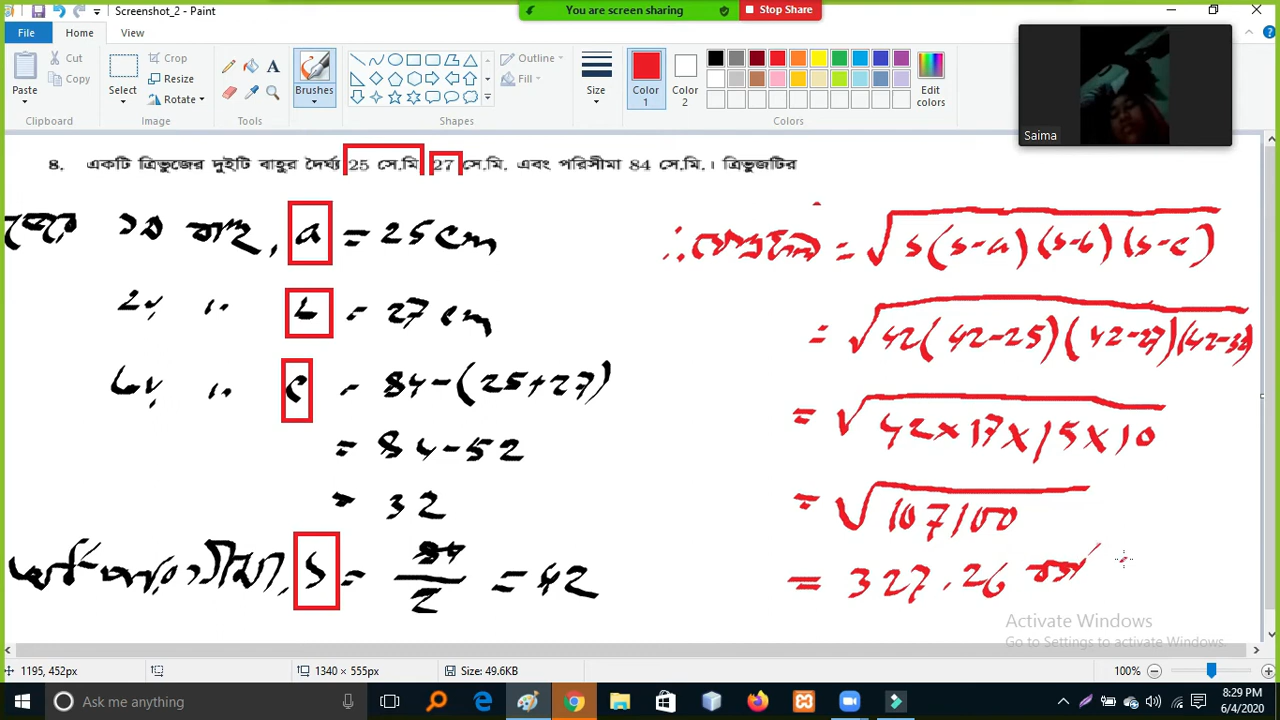 Screenshot_2 - Paint
You are screen sharing
Stop Share
File
Home
View
Paste
Cut
Copy
Clipboard
Select
Crop
Resize
Rotate
Image
A
Tools
Brushes
Shapes
Outline
Fill
Size
Color 1
Color 2
Edit colors
Colors
Saima
৪. একটি ত্রিভুজের দুইটি বাহুর দৈর্ঘ্য 25 সে.মি 27 সে.মি. এবং পরিসীমা 84 সে.মি.। ত্রিভুজটির
১ম বাহু, a = 25 cm
২য় " b = 27 cm
৩য় " c = 84-(25+27)
= 84-52
= 32
অর্ধপরিসীমা, s = 84/2 = 42
∴ ক্ষেত্রফল = √s(s-a)(s-b)(s-c)
= √42(42-25)(42-27)(42-32)
= √42×17×15×10
= √107100
= 327.26 বর্গ
Activate Windows
Go to Settings to activate Windows.
1195, 452px
1340 × 555px
Size: 49.6KB
100%
Ask me anything
8:29 PM
6/4/2020